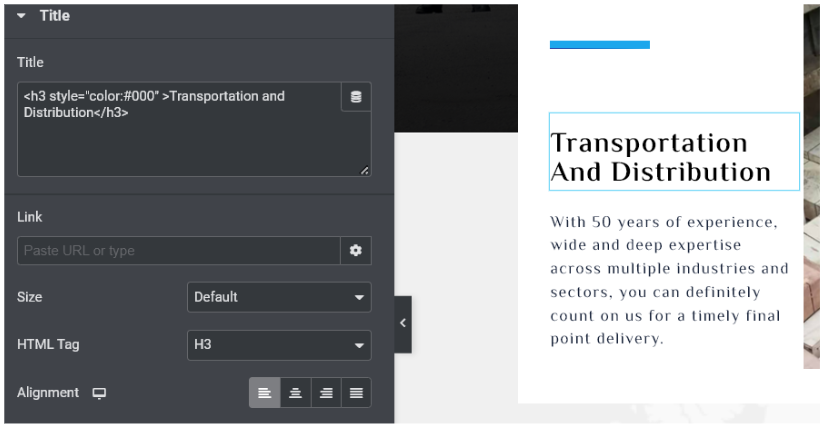 Title
Title
<h3 style="color:#000" >Transportation and
Distribution</h3>
Link
Paste URL or type
Size
Default
HTML Tag
H3
Alignment
Transportation
And Distribution
With 50 years of experience,
wide and deep expertise
across multiple industries and
sectors, you can definitely
count on us for a timely final
point delivery.